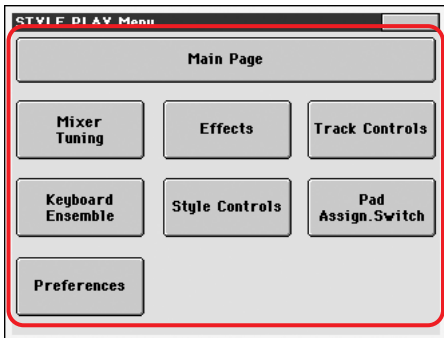 STYLE PLAY Menu
Main Page
Mixer
Tuning
Effects
Track Controls
Keyboard
Ensemble
Style Controls
Pad
Assign.Switch
Preferences